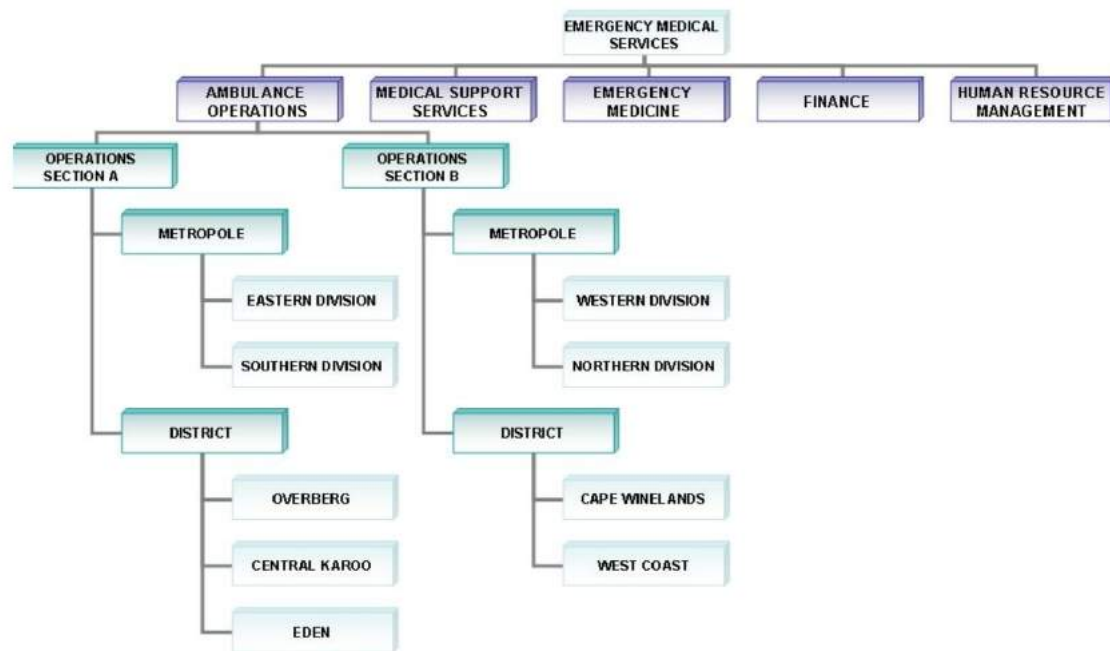 EMERGENCY MEDICAL
SERVICES
AMBULANCE
OPERATIONS
MEDICAL SUPPORT
SERVICES
EMERGENCY
MEDICINE
FINANCE
HUMAN RESOURCE
MANAGEMENT
OPERATIONS
SECTION A
METROPOLE
EASTERN DIVISION
SOUTHERN DIVISION
DISTRICT
OVERBERG
CENTRAL KAROO
EDEN
OPERATIONS
SECTION B
METROPOLE
WESTERN DIVISION
NORTHERN DIVISION
DISTRICT
CAPE WINELANDS
WEST COAST